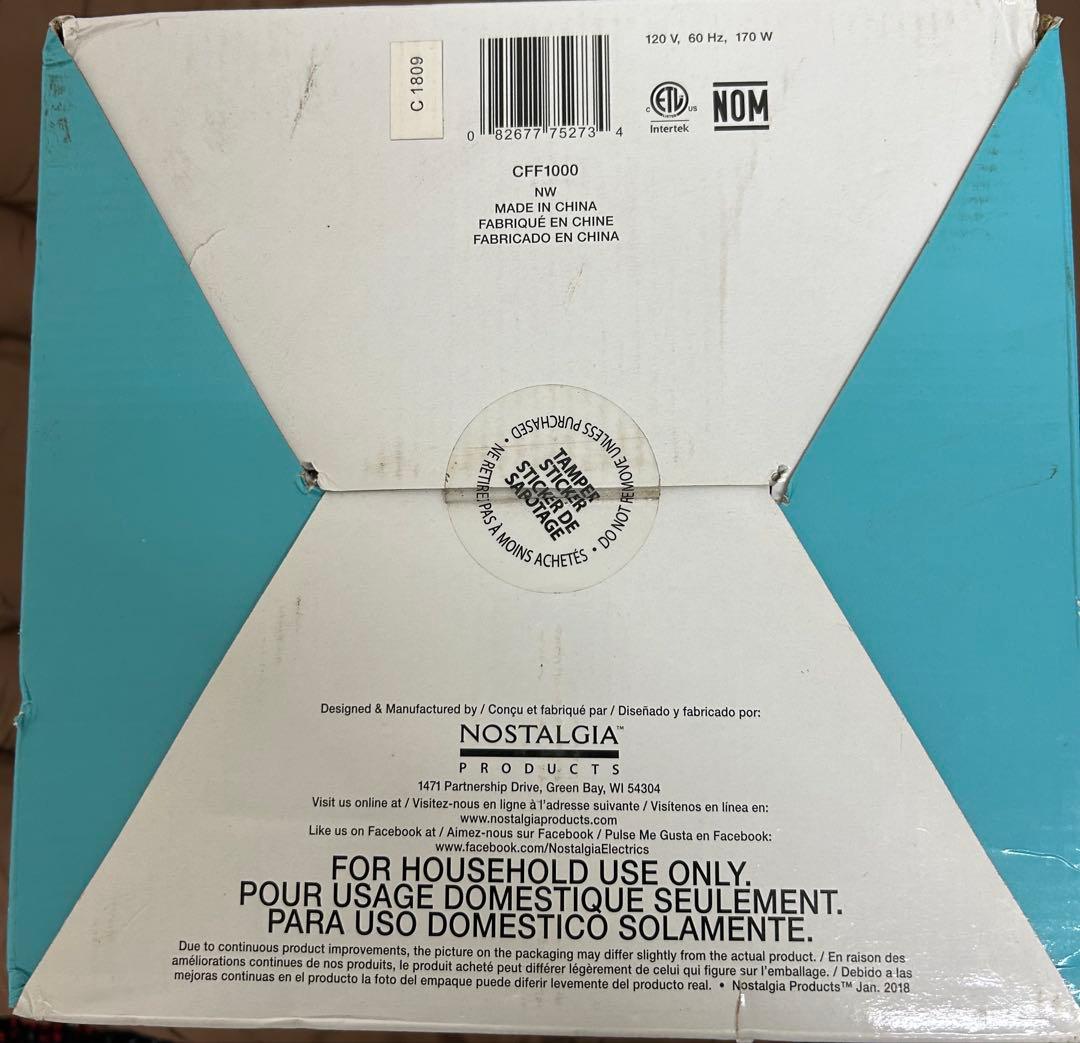 120 V, 60 Hz, 170 W
C 1809
0 82677 75273 4
C ETL US
LISTED
Intertek
NOM
CFF1000
NW
MADE IN CHINA
FABRIQUÉ EN CHINE
FABRICADO EN CHINA
DO NOT REMOVE UNLESS PURCHASED • NE RETIRE PAS À MOINS ACHETÉS •
TAMPER
STICKER
STICKER DE
SABOTAGE
Designed & Manufactured by / Conçu et fabriqué par / Diseñado y fabricado por:
NOSTALGIA™
PRODUCTS
1471 Partnership Drive, Green Bay, WI 54304
Visit us online at / Visitez-nous en ligne à l'adresse suivante / Visítenos en línea en:
www.nostalgiaproducts.com
Like us on Facebook at / Aimez-nous sur Facebook / Pulse Me Gusta en Facebook:
www.facebook.com/NostalgiaElectrics
FOR HOUSEHOLD USE ONLY.
POUR USAGE DOMESTIQUE SEULEMENT.
PARA USO DOMESTICO SOLAMENTE.
Due to continuous product improvements, the picture on the packaging may differ slightly from the actual product. / En raison des
améliorations continues de nos produits, le produit acheté peut différer légèrement de celui qui figure sur l'emballage. / Debido a las
mejoras continuas en el producto la foto del empaque puede diferir levemente del producto real. • Nostalgia Products™ Jan. 2018